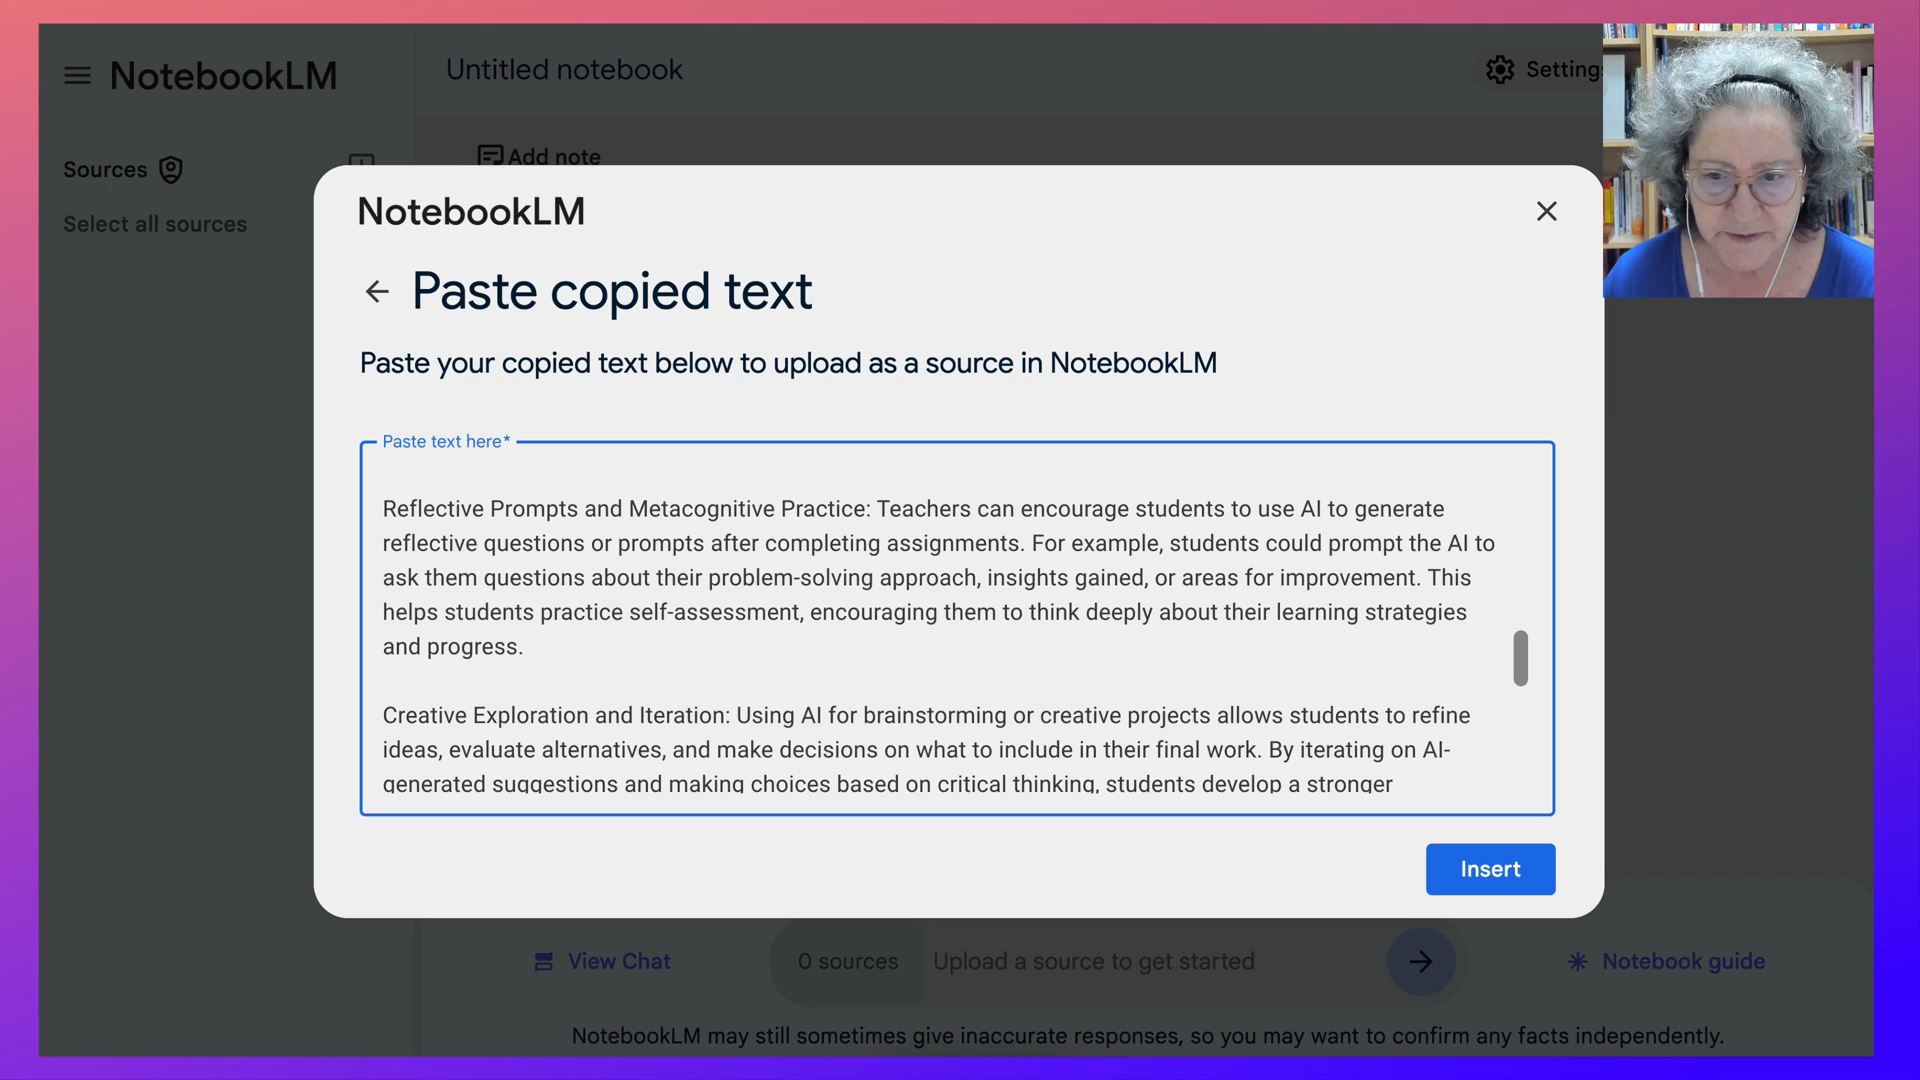 NotebookLM
Untitled notebook
Settings
Sources
Add note
Select all sources
NotebookLM
Paste copied text
Paste your copied text below to upload as a source in NotebookLM
Paste text here*
Reflective Prompts and Metacognitive Practice: Teachers can encourage students to use AI to generate
reflective questions or prompts after completing assignments. For example, students could prompt the AI to
ask them questions about their problem-solving approach, insights gained, or areas for improvement. This
helps students practice self-assessment, encouraging them to think deeply about their learning strategies
and progress.
Creative Exploration and Iteration: Using AI for brainstorming or creative projects allows students to refine
ideas, evaluate alternatives, and make decisions on what to include in their final work. By iterating on AI-
generated suggestions and making choices based on critical thinking, students develop a stronger
Insert
View Chat
0 sources
Upload a source to get started
Notebook guide
NotebookLM may still sometimes give inaccurate responses, so you may want to confirm any facts independently.